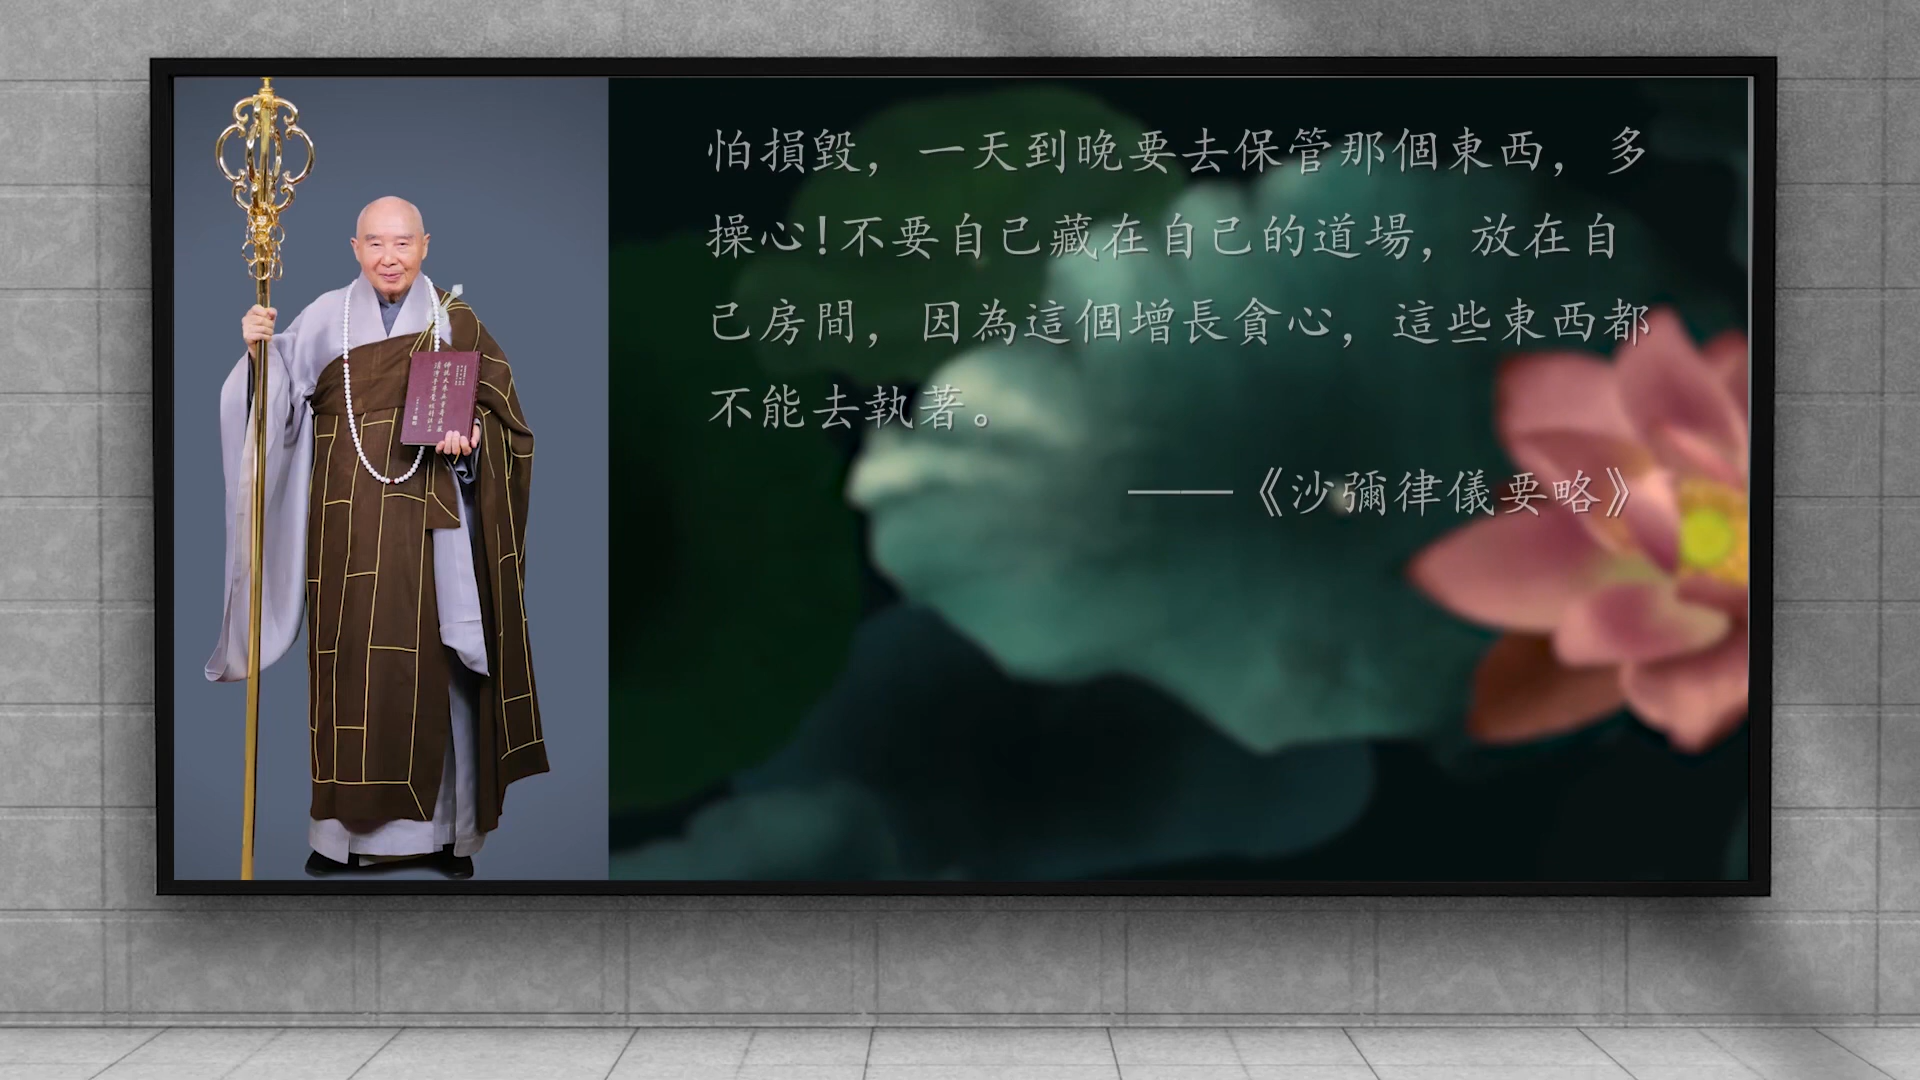 怕損毀，一天到晚要去保管那個東西，多
操心！不要自己藏在自己的道場，放在自
己房間，因為這個增長貪心，這些東西都
不能去執著。
——《沙彌律儀要略》